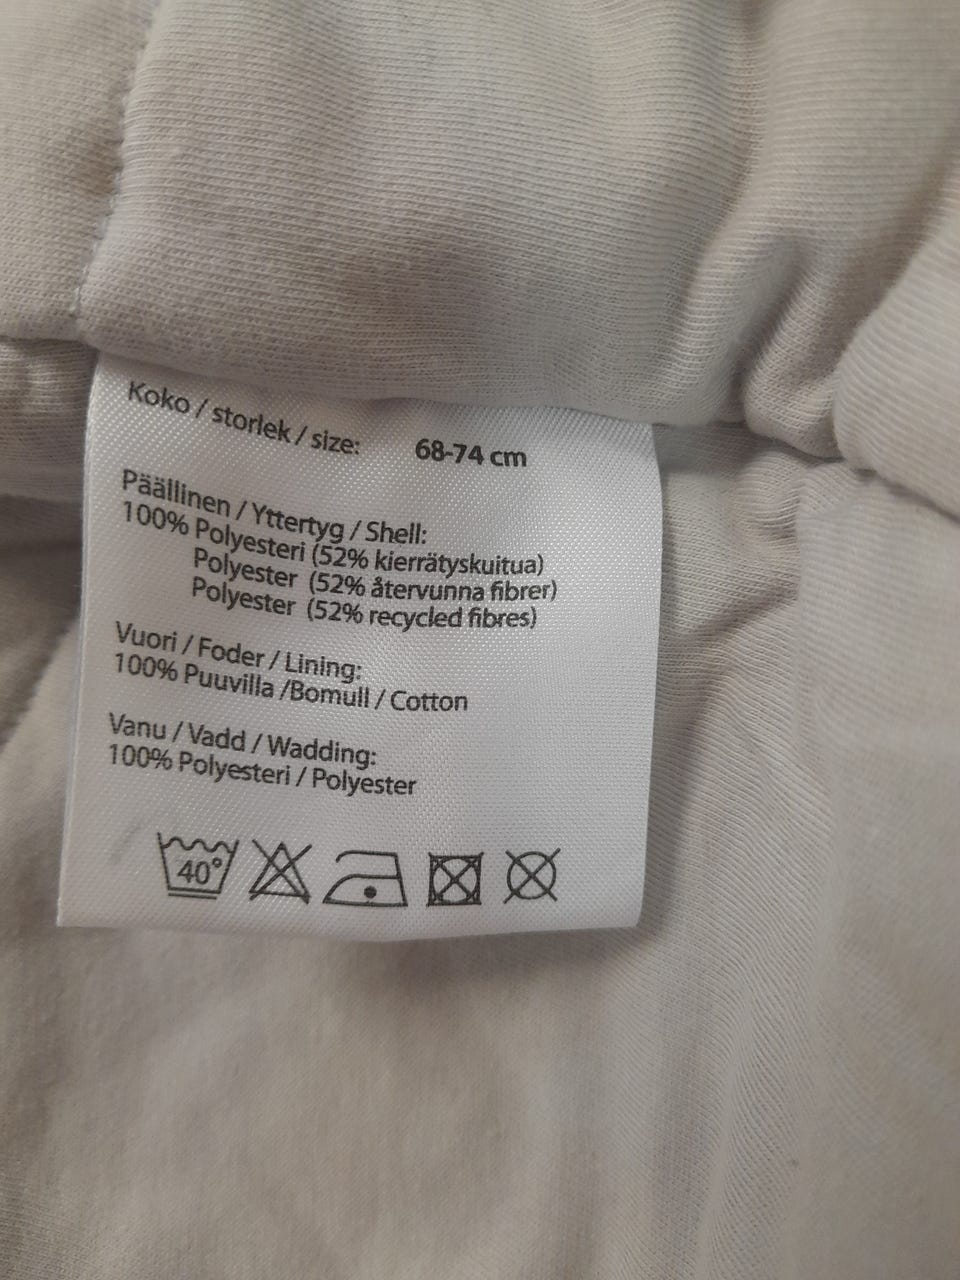 Koko / storlek / size: 68-74 cm
Päällinen / Yttertyg / Shell:
100% Polyesteri (52% kierrätyskuitua)
Polyester (52% återvunna fibrer)
Polyester (52% recycled fibres)
Vuori / Foder / Lining:
100% Puuvilla /Bomull / Cotton
Vanu / Vadd / Wadding:
100% Polyesteri / Polyester
40°